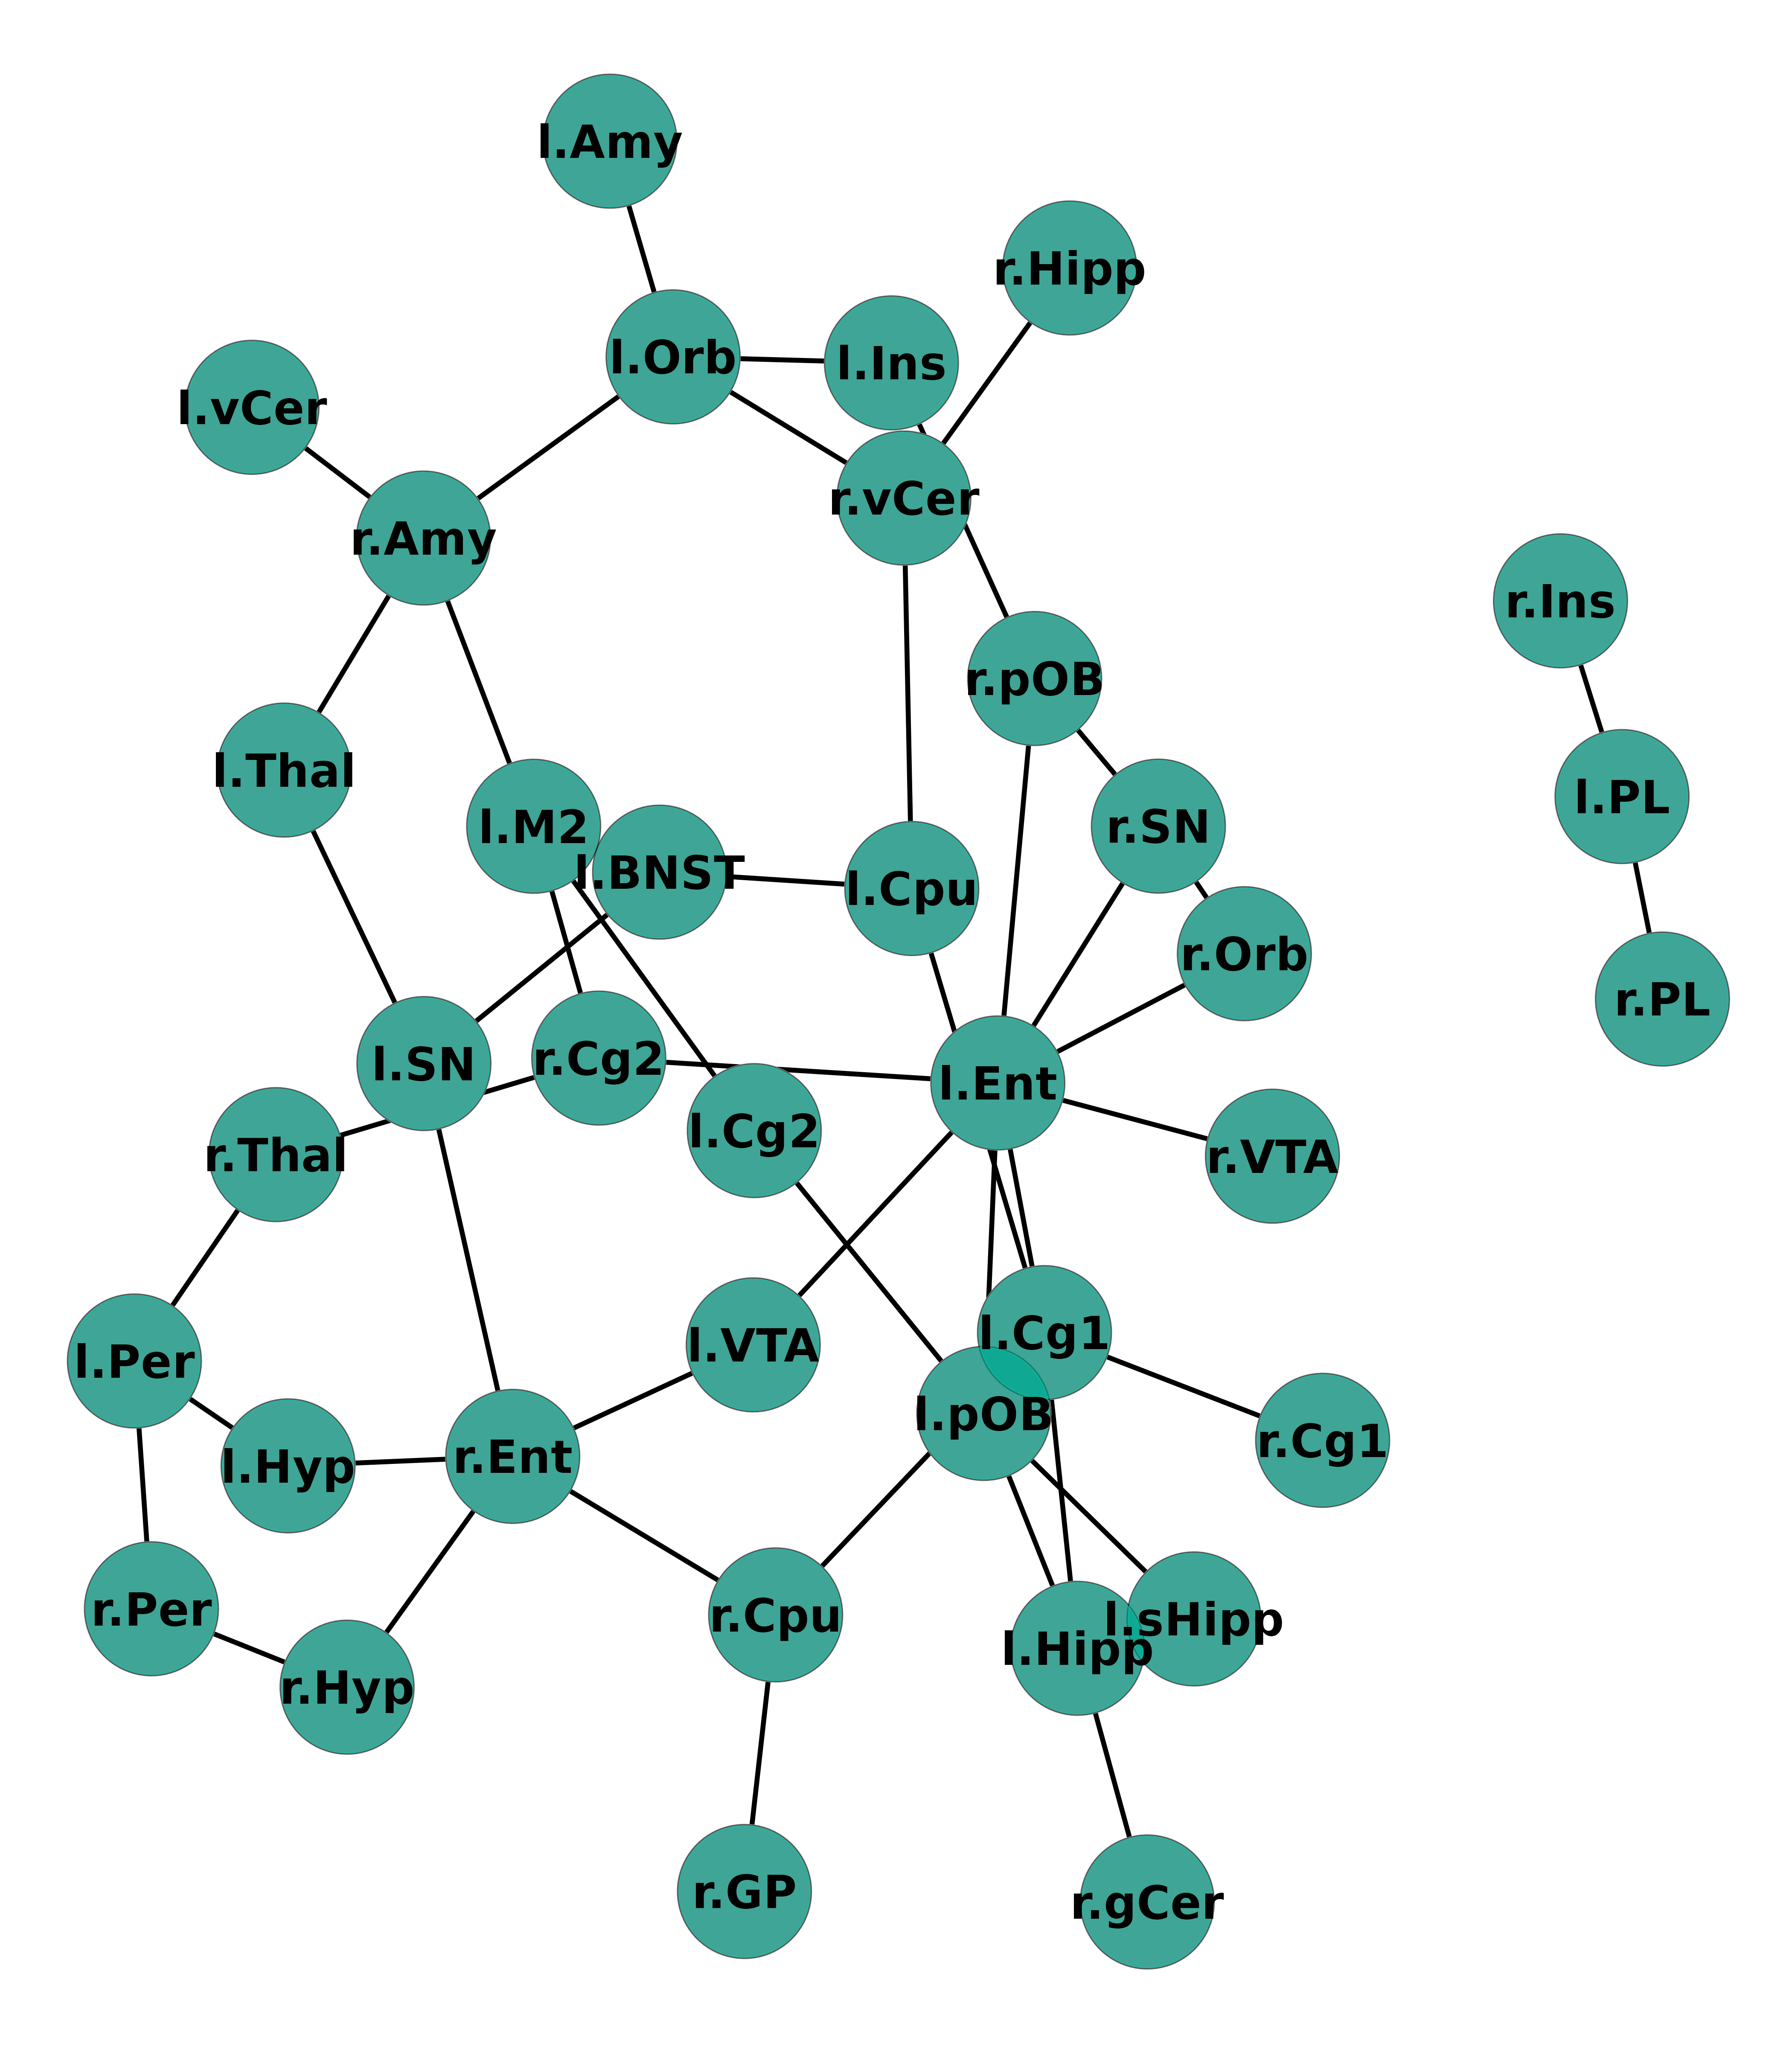 l.Amy
r.Hipp
l.Orb
l.Ins
l.vCer
r.vCer
r.Amy
r.Ins
r.pOB
l.Thal
l.PL
l.M2
r.SN
l.BNST
l.Cpu
r.Orb
r.PL
r.Cg2
l.SN
l.Ent
l.Cg2
r.Thal
r.VTA
l.Cg1
l.VTA
l.Per
l.pOB
r.Cg1
r.Ent
l.Hyp
r.Per
r.Cpu
l.sHipp
l.Hipp
r.Hyp
r.GP
r.gCer